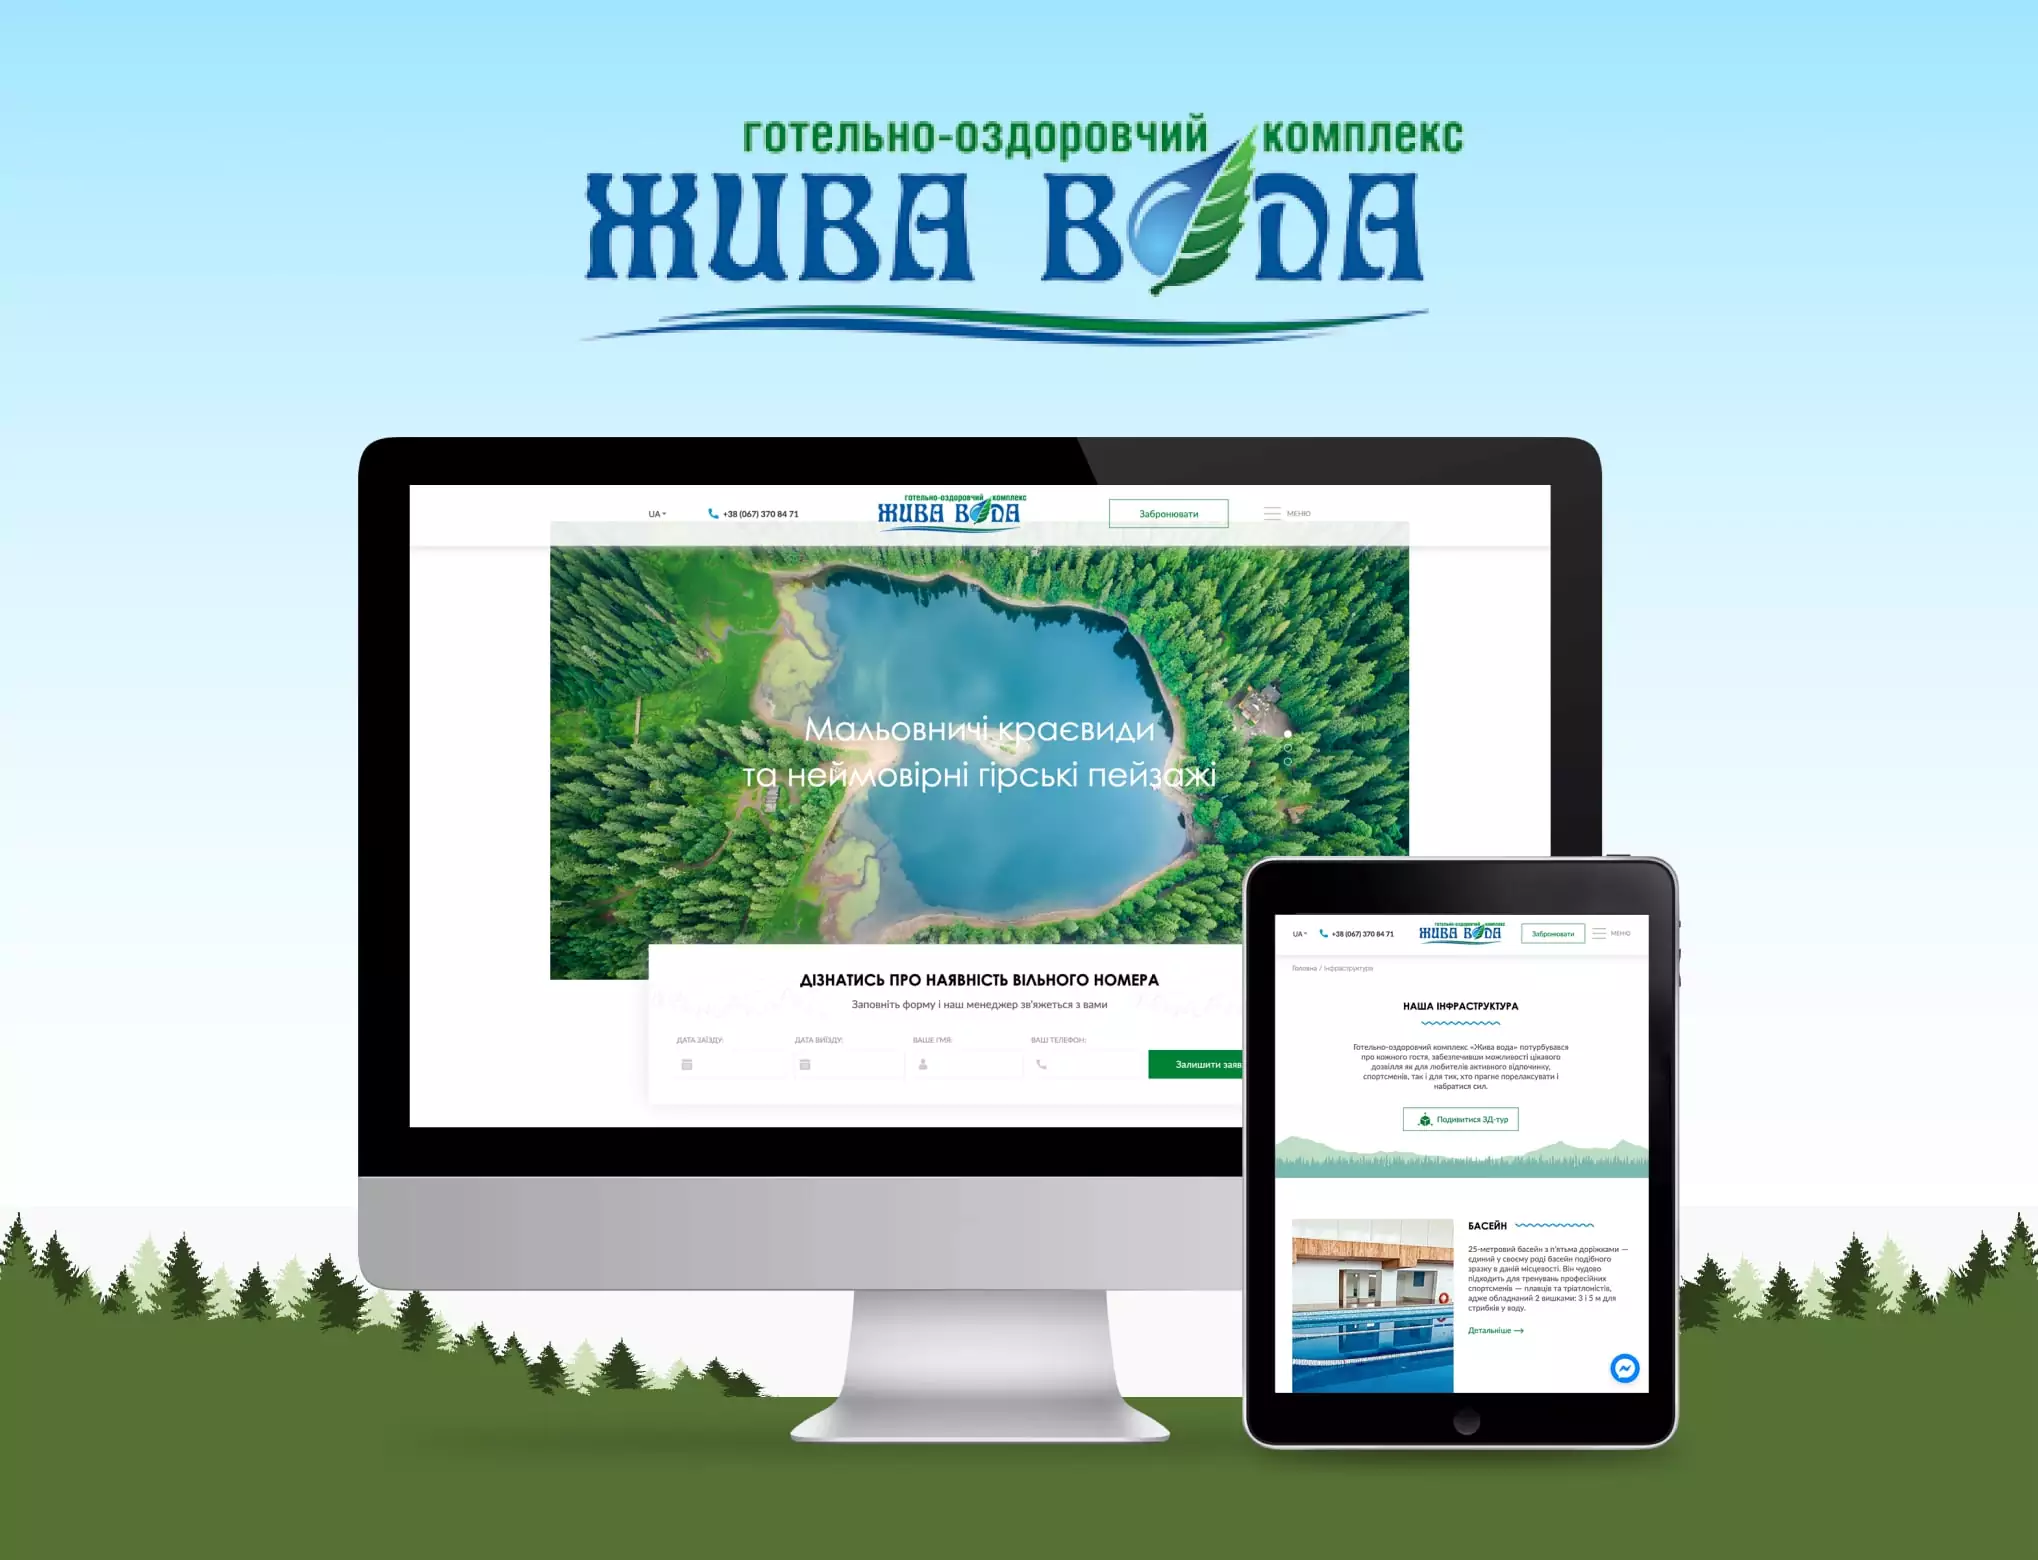 готельно-оздоровчий комплекс
ЖИВА ВОДА
UA
+38 (067) 370 84 71
готельно-оздоровчий комплекс
ЖИВА ВОДА
Забронювати
МЕНЮ
Мальовничі краєвиди
та неймовірні гірські пейзажі
ДІЗНАТИСЬ ПРО НАЯВНІСТЬ ВІЛЬНОГО НОМЕРА
Заповніть форму і наш менеджер зв'яжеться з вами
ДАТА ЗАЇЗДУ:
ДАТА ВИЇЗДУ:
ВАШЕ І'МЯ:
ВАШ ТЕЛЕФОН:
Залишити заяв
UA
+38 (067) 370 84 71
готельно-оздоровчий комплекс
ЖИВА ВОДА
Забронювати
МЕНЮ
Головна / Інфраструктура
НАША ІНФРАСТРУКТУРА
Готельно-оздоровчий комплекс «Жива вода» потурбувався
про кожного гостя, забезпечивши можливості цікавого
дозвілля як для любителів активного відпочинку,
спортсменів, так і для тих, хто прагне порелаксувати і
набратися сил.
Подивитися 3Д-тур
БАСЕЙН
25-метровий басейн з п'ятьма доріжками —
єдиний у своєму роді басейн подібного
зразку в даній місцевості. Він чудово
підходить для тренувань професійних
спортсменів — плавців та тріатлоністів,
адже обладнаний 2 вишками: 3 і 5 м для
стрибків у воду.
Детальніше →